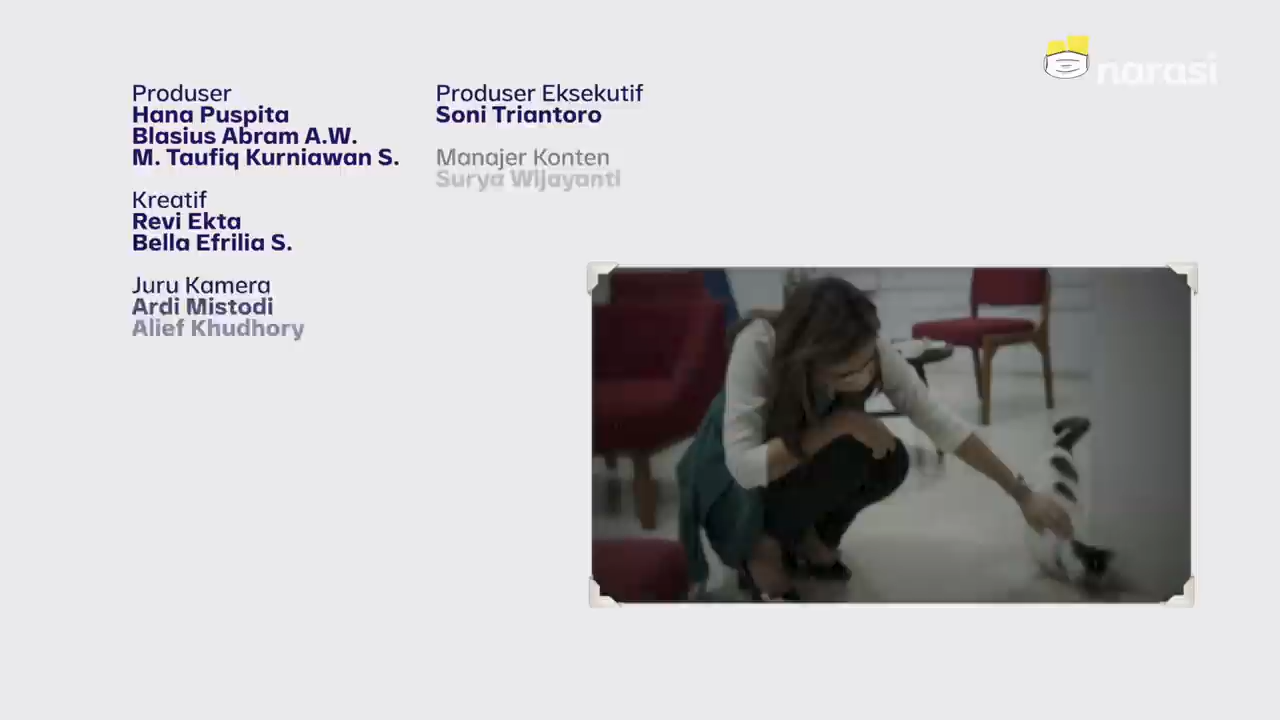 narasi
Produser
Hana Puspita
Blasius Abram A.W.
M. Taufiq Kurniawan S.
Kreatif
Revi Ekta
Bella Efrilia S.
Juru Kamera
Ardi Mistodi
Alief Khudhory
Produser Eksekutif
Soni Triantoro
Manajer Konten
Surya Wijayanti